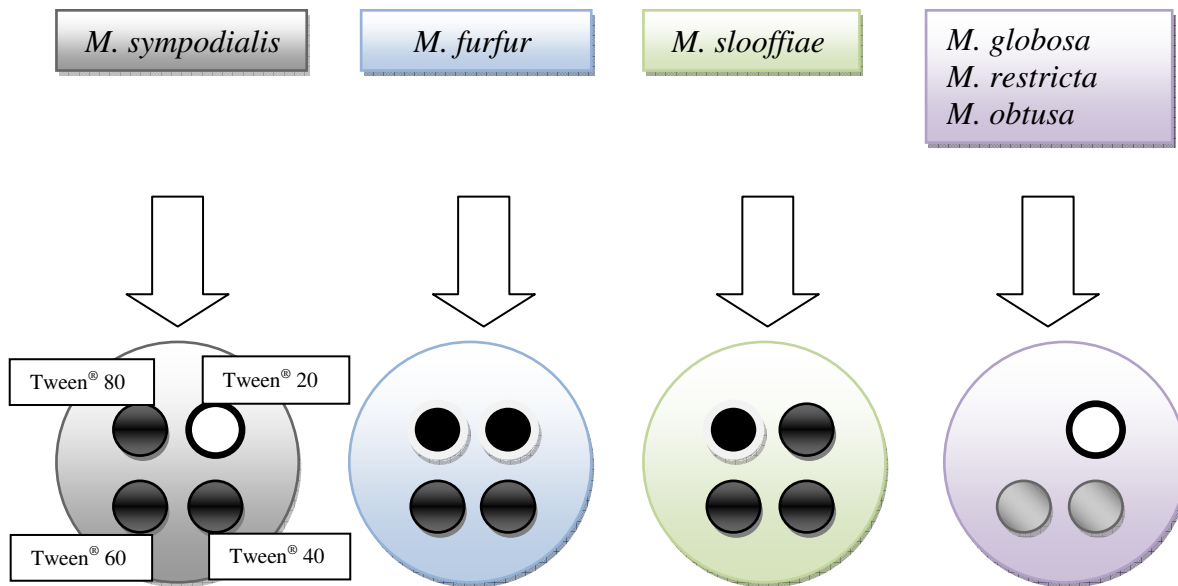 M. sympodialis
M. furfur
M. slooffiae
M. globosa
M. restricta
M. obtusa
Tween® 80
Tween® 20
Tween® 60
Tween® 40